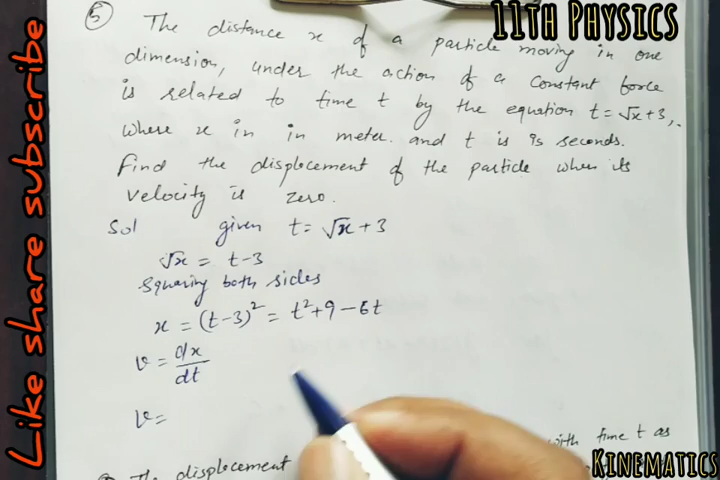 11th Physics
Like share subscribe
⑤ The distance x of a particle moving in one
dimension, under the action of a constant force
is related to time t by the equation t = √x + 3,
where x in in meter. and t is is seconds.
Find the displacement of the particle when its
velocity is zero.
Sol given t = √x + 3
√x = t - 3
Squaring both sides
x = (t - 3)² = t² + 9 - 6t
v = dx/dt
v =
The displacement with time t as
Kinematics